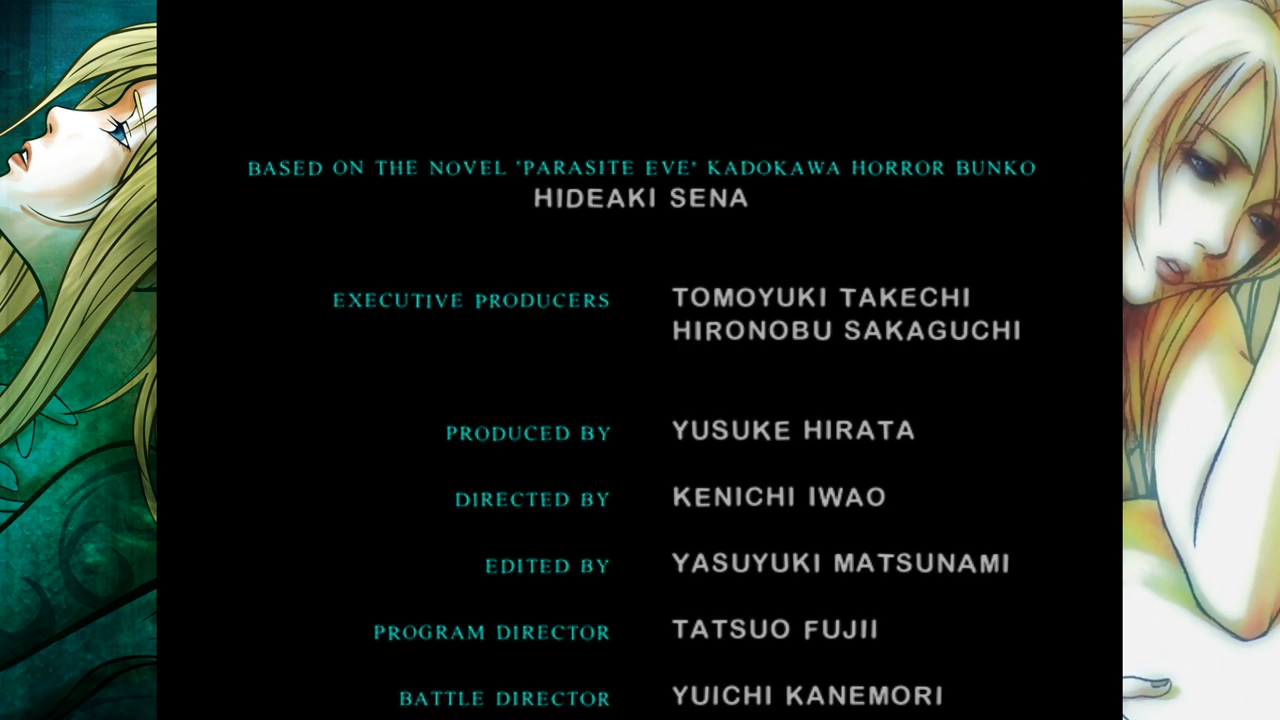 BASED ON THE NOVEL "PARASITE EVE" KADOKAWA HORROR BUNKO
HIDEAKI SENA
EXECUTIVE PRODUCERS TOMOYUKI TAKECHI
HIRONOBU SAKAGUCHI
PRODUCED BY YUSUKE HIRATA
DIRECTED BY KENICHI IWAO
EDITED BY YASUYUKI MATSUNAMI
PROGRAM DIRECTOR TATSUO FUJII
BATTLE DIRECTOR YUICHI KANEMORI